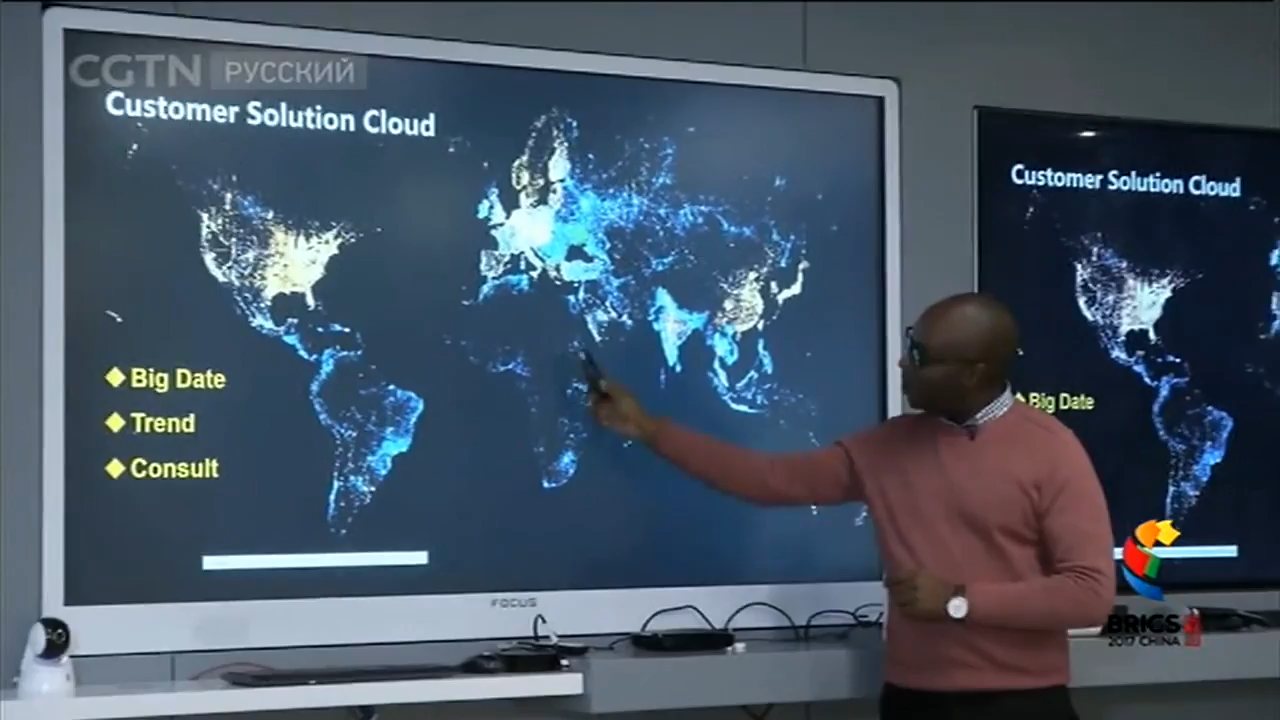 CGTN РУССКИЙ
Customer Solution Cloud
Big Date
Trend
Consult
FOCUS
Customer Solution Cloud
Big Date
BRICS
2017 CHINA